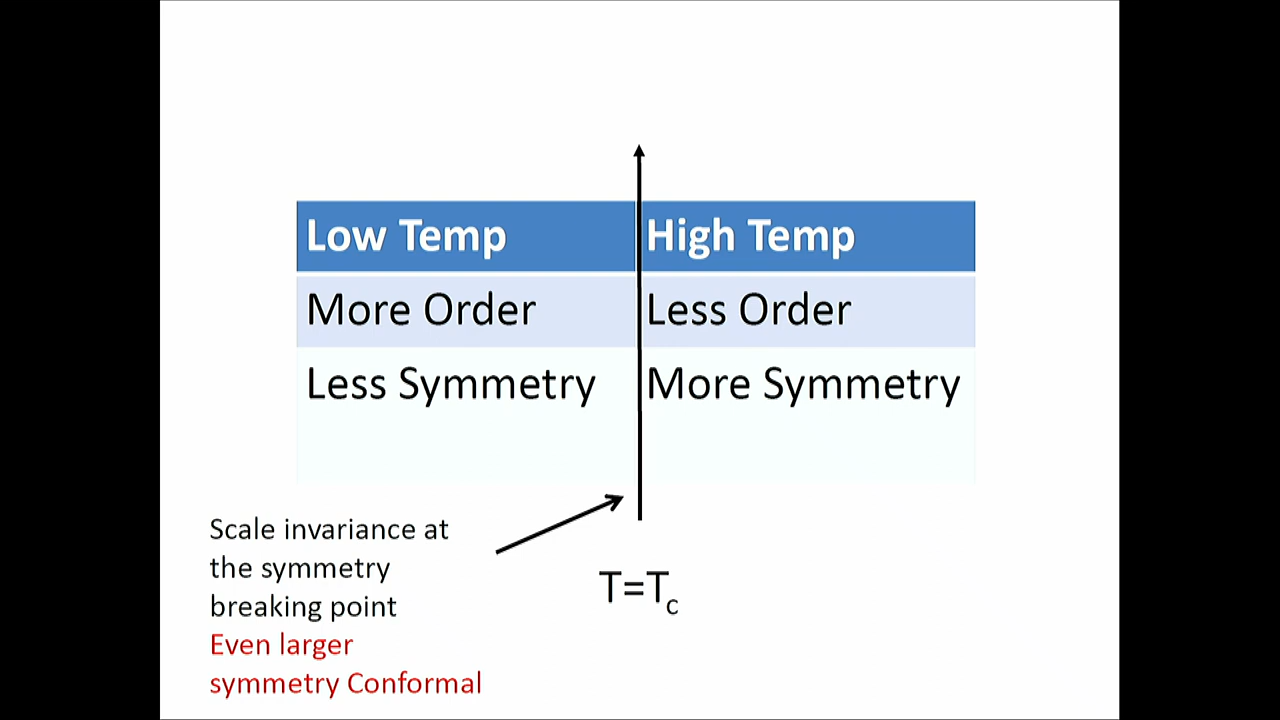 Low Temp High Temp
More Order Less Order
Less Symmetry More Symmetry
Scale invariance at
the symmetry
breaking point
Even larger
symmetry Conformal
T=Tc